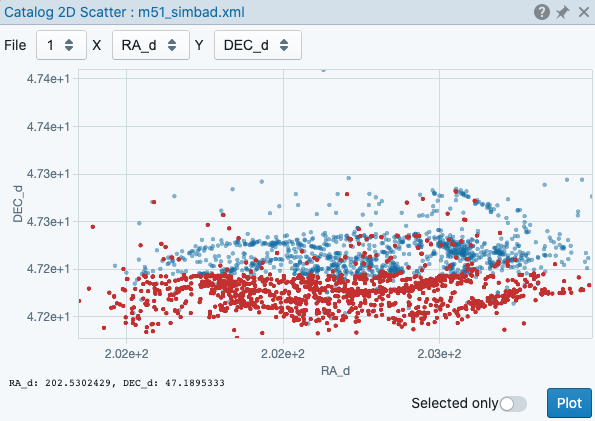 Catalog 2D Scatter : m51_simbad.xml
File 1 X RA_d Y DEC_d
4.74e+1
4.74e+1
4.73e+1
4.73e+1
4.72e+1
4.72e+1
DEC_d
2.02e+2 2.02e+2 2.03e+2
RA_d
RA_d: 202.5302429, DEC_d: 47.1895333
Selected only Plot